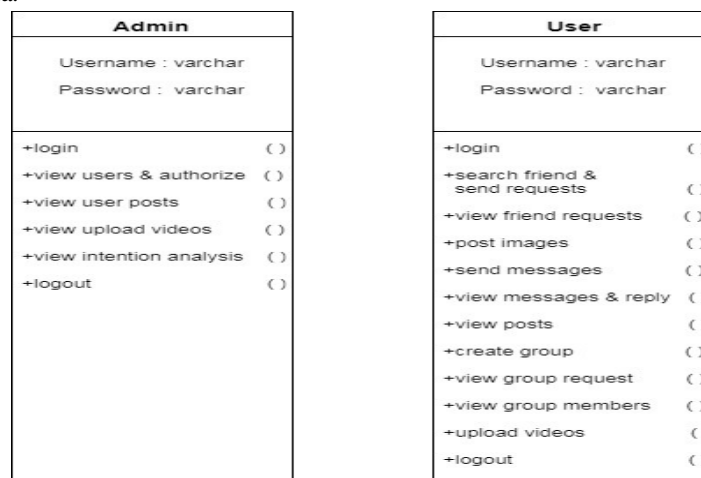 Admin
Username : varchar
Password : varchar
+login ( )
+view users & authorize ( )
+view user posts ( )
+view upload videos ( )
+view intention analysis ( )
+logout ( )
User
Username : varchar
Password : varchar
+login (
+search friend &
send requests (
+view friend requests ( )
+post images (
+send messages ( )
+view messages & reply (
+view posts (
+create group ( )
+view group request ( )
+view group members ( )
+upload videos (
+logout (